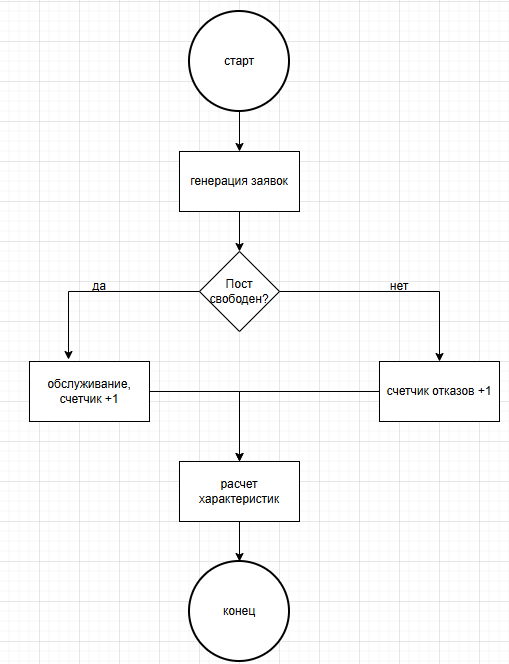 старт
генерация заявок
Пост
свободен?
да
нет
обслуживание,
счетчик +1
счетчик отказов +1
расчет
характеристик
конец